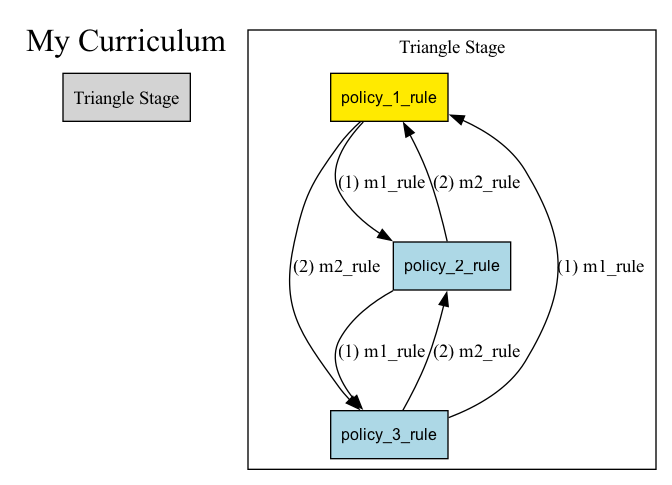 My Curriculum
Triangle Stage
Triangle Stage
policy_1_rule
(1) m1_rule
(2) m2_rule
(2) m2_rule
policy_2_rule
(1) m1_rule
(1) m1_rule
(2) m2_rule
policy_3_rule